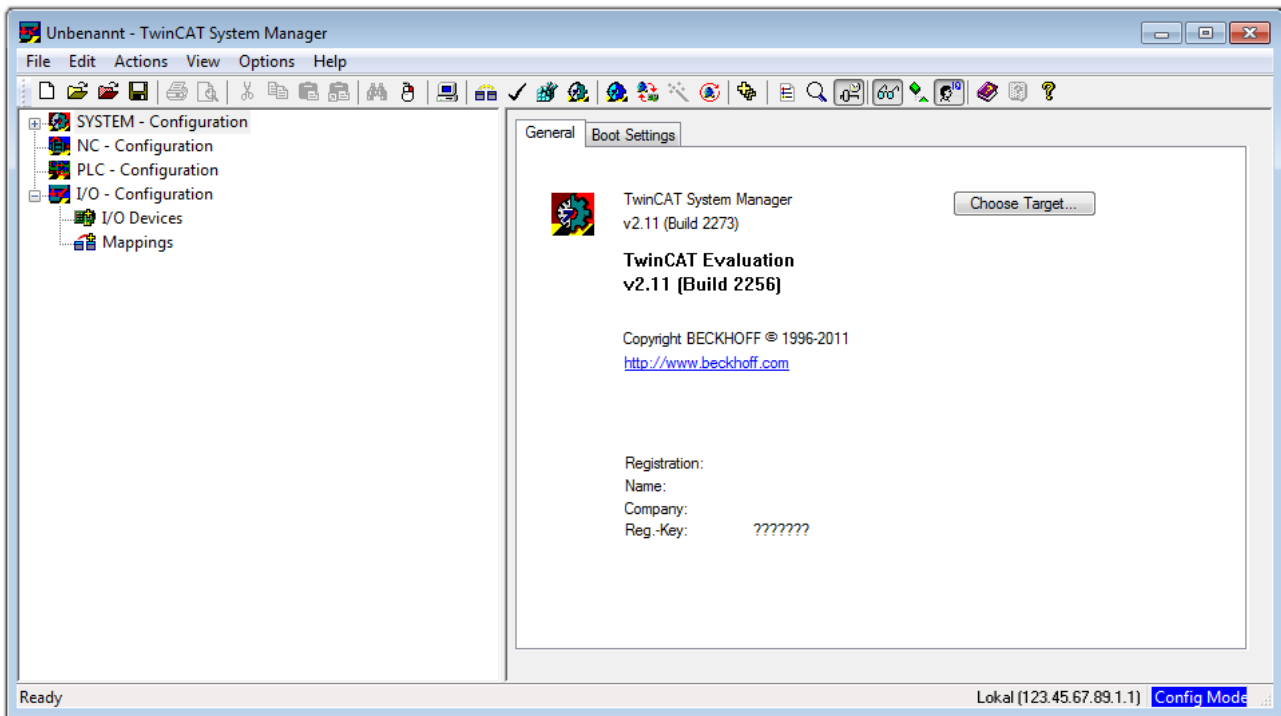 Unbenannt - TwinCAT System Manager
File Edit Actions View Options Help
SYSTEM - Configuration
NC - Configuration
PLC - Configuration
I/O - Configuration
I/O Devices
Mappings
General Boot Settings
TwinCAT System Manager
v2.11 (Build 2273)
Choose Target...
TwinCAT Evaluation
v2.11 (Build 2256)
Copyright BECKHOFF © 1996-2011
http://www.beckhoff.com
Registration:
Name:
Company:
Reg.-Key: ???????
Ready
Lokal (123.45.67.89.1.1) Config Mode